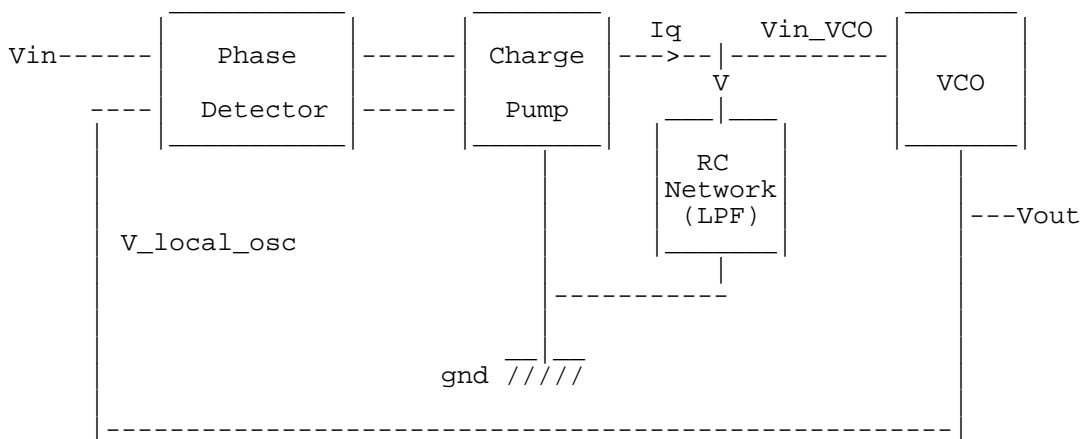 Iq Vin_VCO
Vin Phase Charge
V VCO
Detector Pump
RC
Network
(LPF)
Vout
V_local_osc
gnd